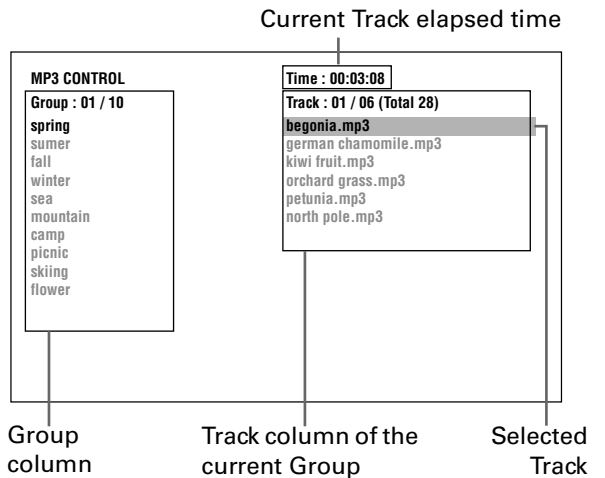 Current Track elapsed time
MP3 CONTROL
Time : 00:03:08
Group : 01 / 10
spring
sumer
fall
winter
sea
mountain
camp
picnic
skiing
flower
Track : 01 / 06 (Total 28)
begonia.mp3
german chamomile.mp3
kiwi fruit.mp3
orchard grass.mp3
petunia.mp3
north pole.mp3
Group
column
Track column of the
current Group
Selected
Track